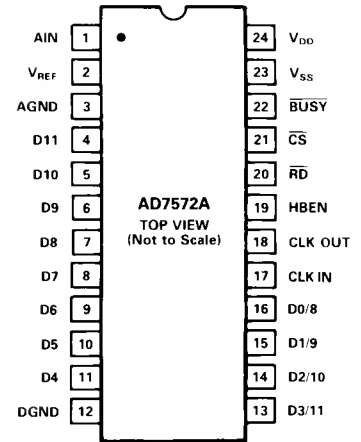 AIN 1 24 VDD
VREF 2 23 VSS
AGND 3 22 BUSY
D11 4 21 CS
D10 5 20 RD
D9 6 AD7572A 19 HBEN
TOP VIEW
D8 7 (Not to Scale) 18 CLK OUT
D7 8 17 CLK IN
D6 9 16 D0/8
D5 10 15 D1/9
D4 11 14 D2/10
DGND 12 13 D3/11